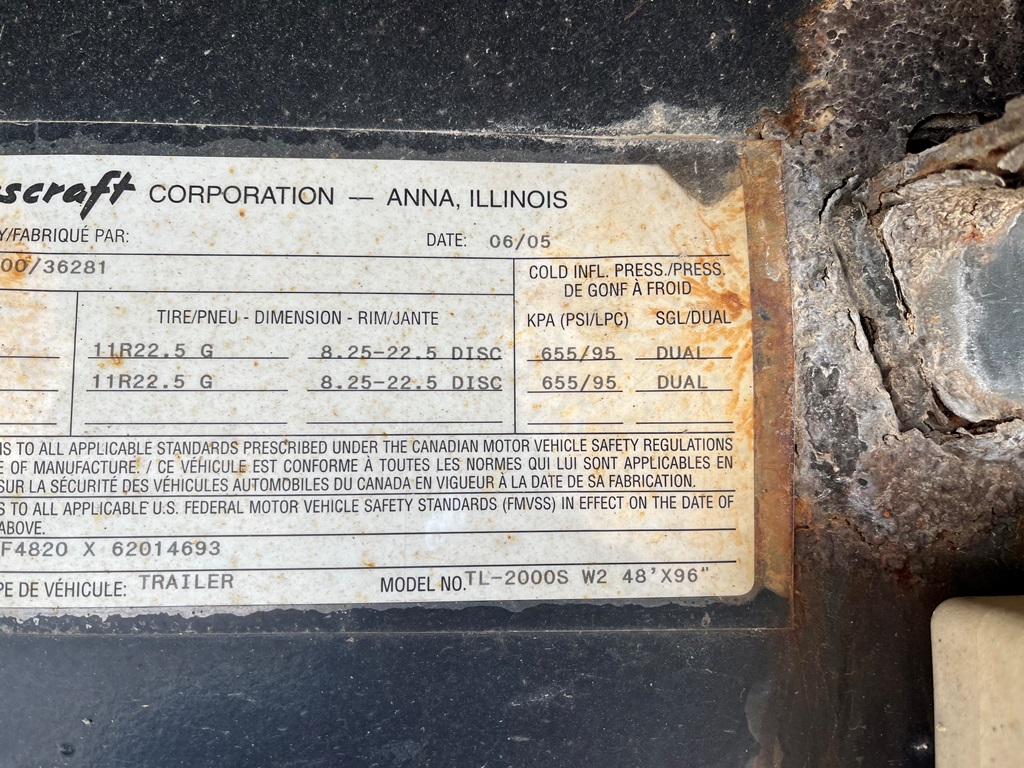 scraft CORPORATION — ANNA, ILLINOIS
Y/FABRIQUÉ PAR: DATE: 06/05
00/36281
COLD INFL. PRESS./PRESS.
DE GONF À FROID
TIRE/PNEU - DIMENSION - RIM/JANTE KPA (PSI/LPC) SGL/DUAL
11R22.5 G 8.25-22.5 DISC 655/95 DUAL
11R22.5 G 8.25-22.5 DISC 655/95 DUAL
IS TO ALL APPLICABLE STANDARDS PRESCRIBED UNDER THE CANADIAN MOTOR VEHICLE SAFETY REGULATIONS
E OF MANUFACTURE. / CE VÉHICULE EST CONFORME À TOUTES LES NORMES QUI LUI SONT APPLICABLES EN
SUR LA SÉCURITÉ DES VÉHICULES AUTOMOBILES DU CANADA EN VIGUEUR À LA DATE DE SA FABRICATION.
S TO ALL APPLICABLE U.S. FEDERAL MOTOR VEHICLE SAFETY STANDARDS (FMVSS) IN EFFECT ON THE DATE OF
ABOVE.
F4820 X 62014693
PE DE VÉHICULE: TRAILER MODEL NO. TL-2000S W2 48'X96"